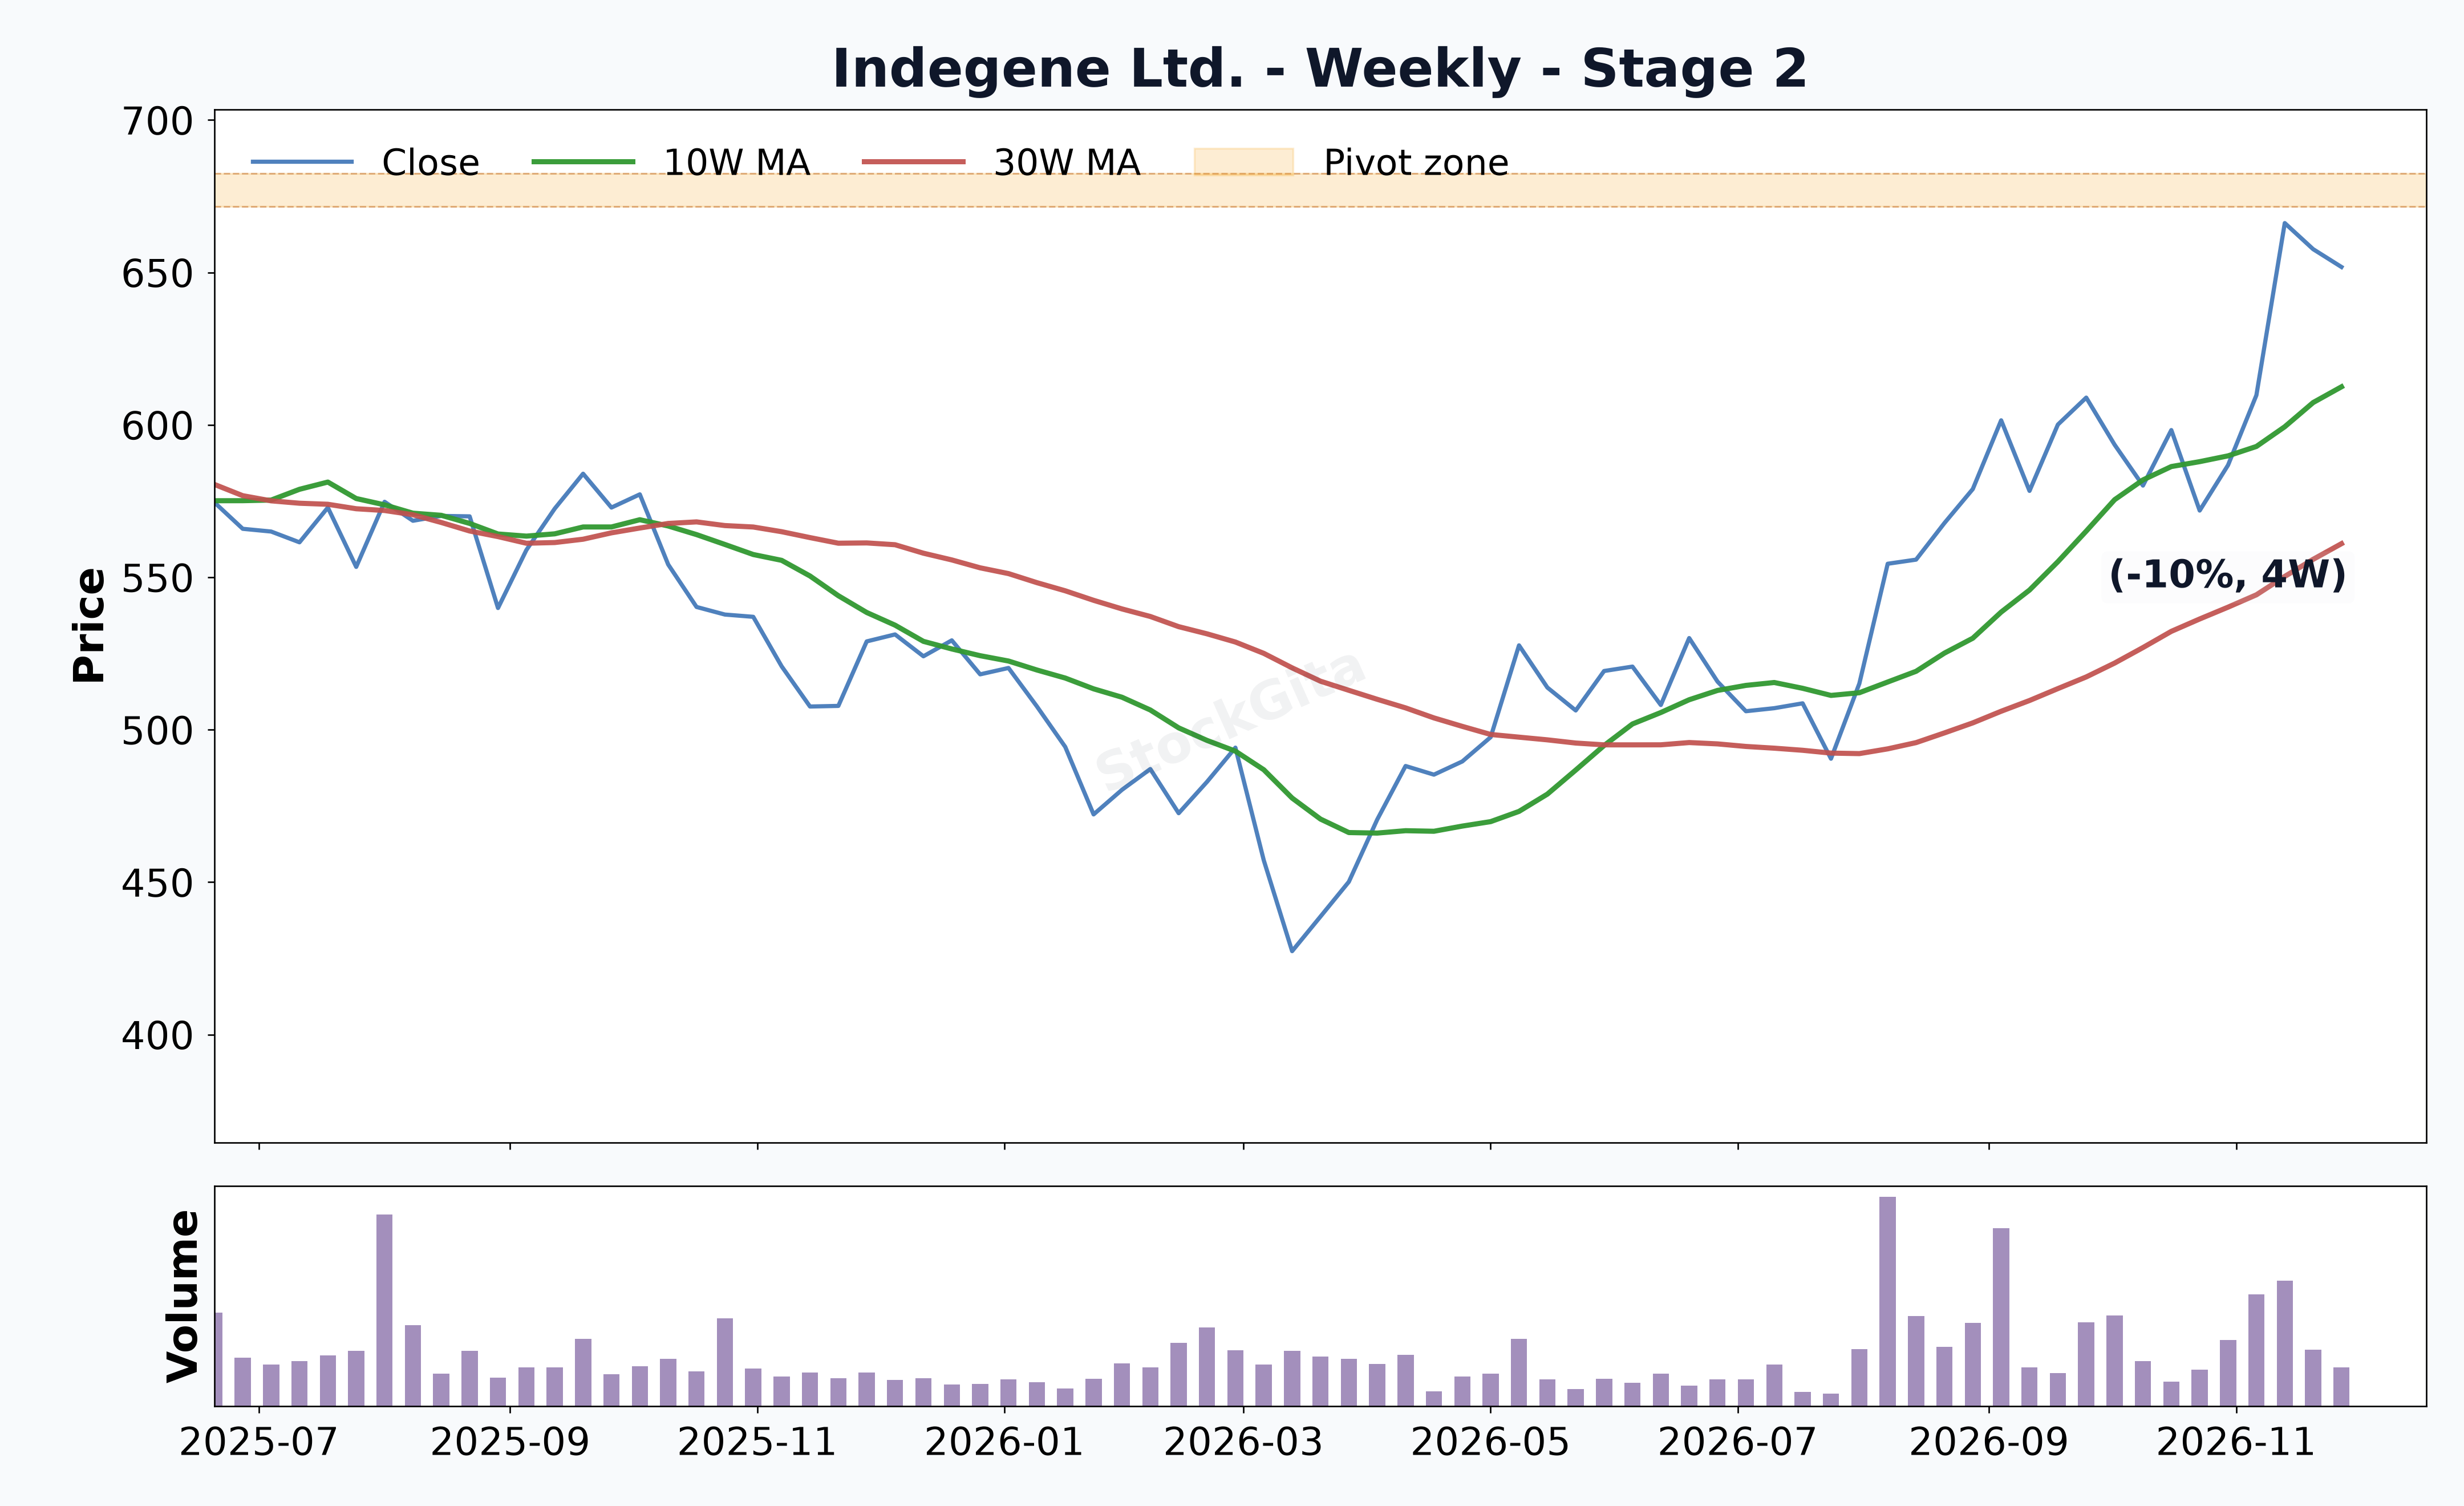 Indegene Ltd. - Weekly - Stage 2
Close 10W MA 30W MA Pivot zone
700
650
600
550
500
450
400
Price
(-10%, 4W)
StockGita
Volume
2025-07 2025-09 2025-11 2026-01 2026-03 2026-05 2026-07 2026-09 2026-11